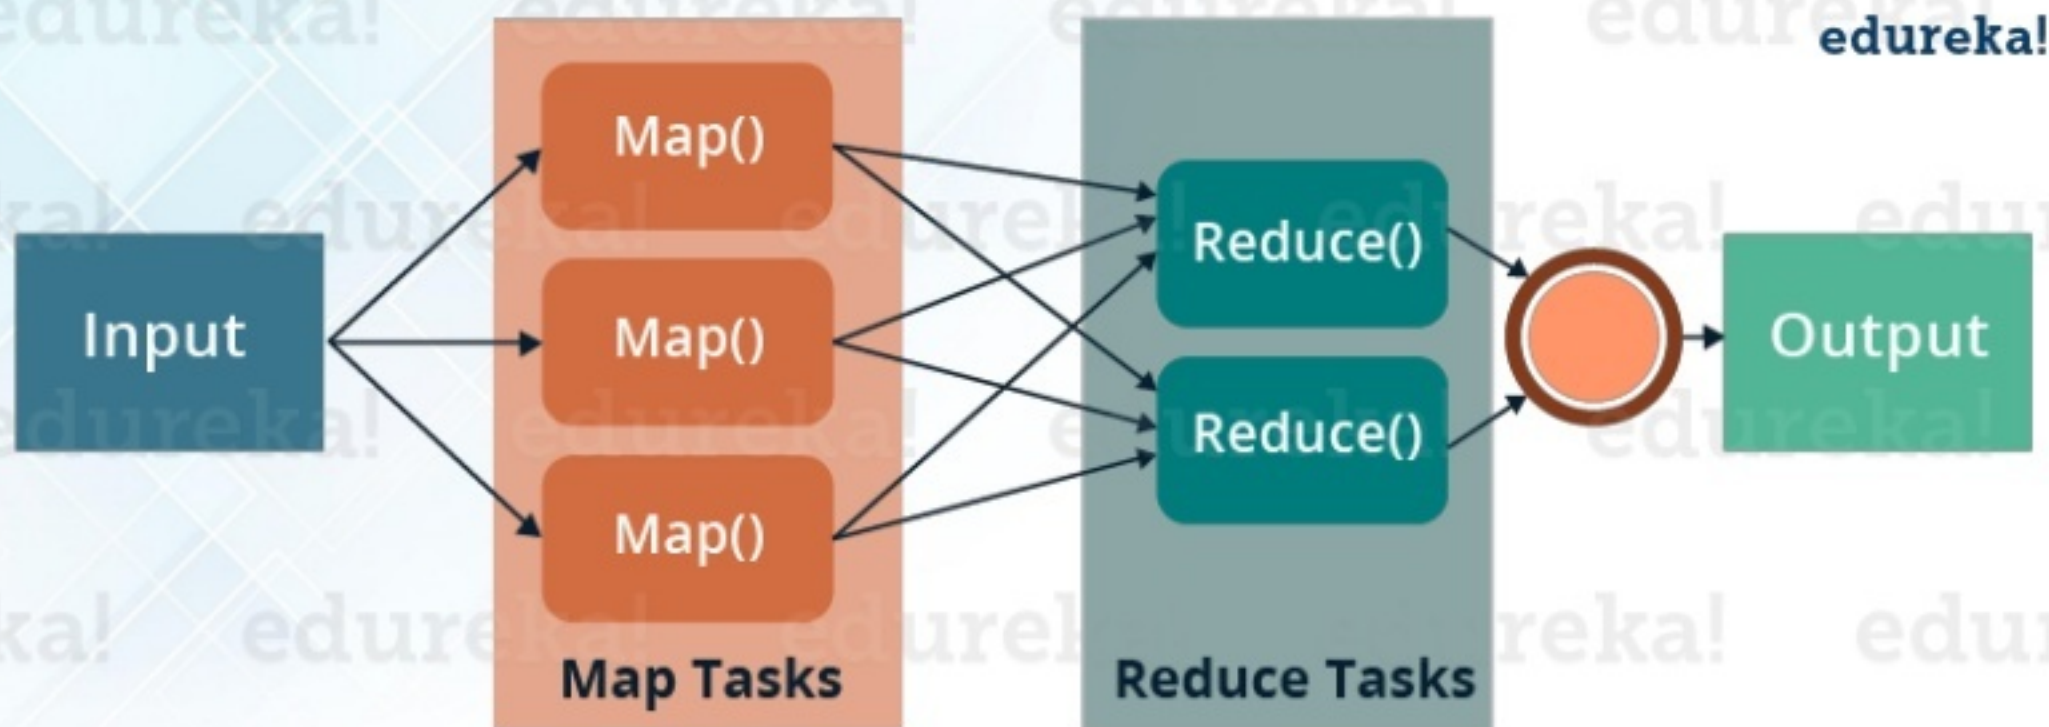 edureka!
Input
Map()
Map()
Map()
Map Tasks
Reduce()
Reduce()
Reduce Tasks
Output